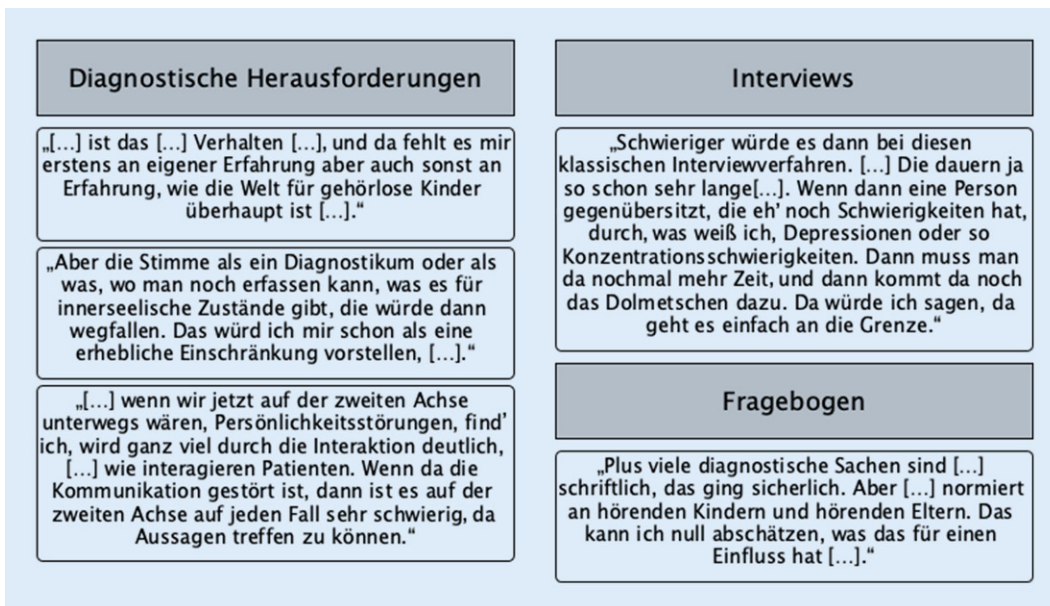 Diagnostische Herausforderungen
„[...] ist das [...] Verhalten [...], und da fehlt es mir
erstens an eigener Erfahrung aber auch sonst an
Erfahrung, wie die Welt für gehörlose Kinder
überhaupt ist [...].“
„Aber die Stimme als ein Diagnostikum oder als
was, wo man noch erfassen kann, was es für
innerseelische Zustände gibt, die würde dann
wegfallen. Das würd ich mir schon als eine
erhebliche Einschränkung vorstellen, [...].“
„[...] wenn wir jetzt auf der zweiten Achse
unterwegs wären, Persönlichkeitsstörungen, find’
ich, wird ganz viel durch die Interaktion deutlich,
[...] wie interagieren Patienten. Wenn da die
Kommunikation gestört ist, dann ist es auf der
zweiten Achse auf jeden Fall sehr schwierig, da
Aussagen treffen zu können.“
Interviews
„Schwieriger würde es dann bei diesen
klassischen Interviewverfahren. [...] Die dauern ja
so schon sehr lange[...]. Wenn dann eine Person
gegenübersitzt, die eh’ noch Schwierigkeiten hat,
durch, was weiß ich, Depressionen oder so
Konzentrationsschwierigkeiten. Dann muss man
da nochmal mehr Zeit, und dann kommt da noch
das Dolmetschen dazu. Da würde ich sagen, da
geht es einfach an die Grenze.“
Fragebogen
„Plus viele diagnostische Sachen sind [...]
schriftlich, das ging sicherlich. Aber [...] normiert
an hörenden Kindern und hörenden Eltern. Das
kann ich null abschätzen, was das für einen
Einfluss hat [...].“